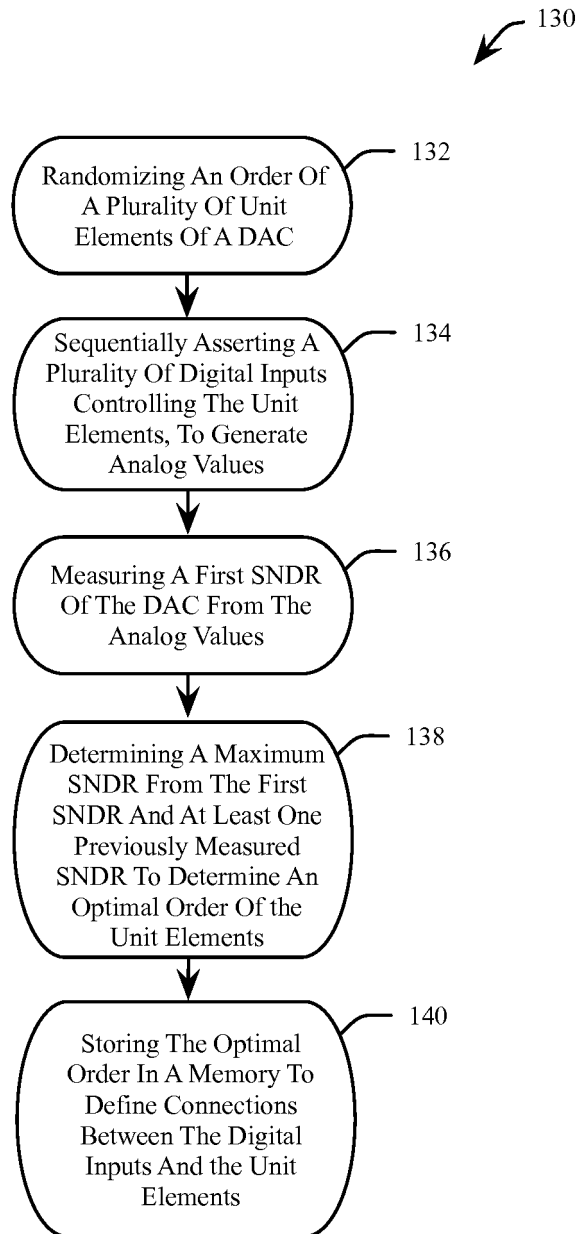 130
132
Randomizing An Order Of
A Plurality Of Unit
Elements Of A DAC
134
Sequentially Asserting A
Plurality Of Digital Inputs
Controlling The Unit
Elements, To Generate
Analog Values
136
Measuring A First SNDR
Of The DAC From The
Analog Values
138
Determining A Maximum
SNDR From The First
SNDR And At Least One
Previously Measured
SNDR To Determine An
Optimal Order Of the
Unit Elements
140
Storing The Optimal
Order In A Memory To
Define Connections
Between The Digital
Inputs And the Unit
Elements